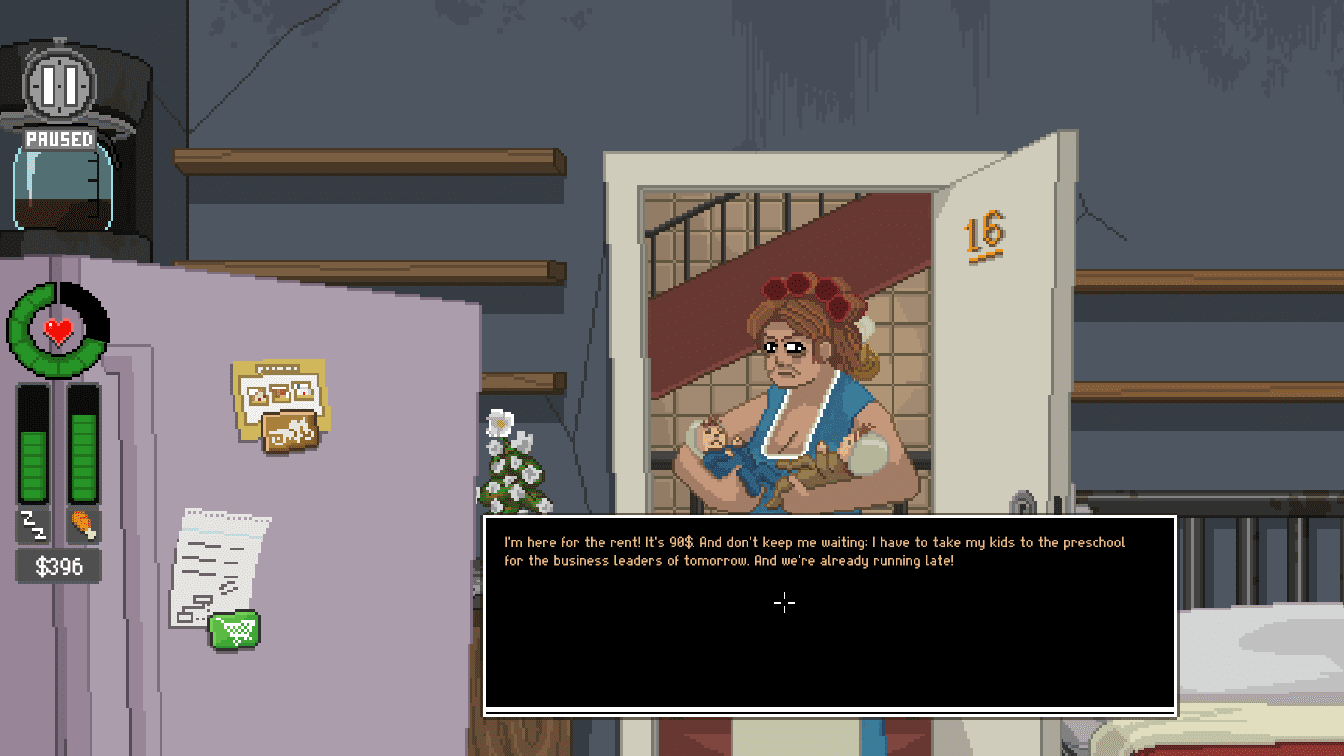 PAUSED
16
$396
I'm here for the rent! It's 90$. And don't keep me waiting: I have to take my kids to the preschool
for the business leaders of tomorrow. And we're already running late!